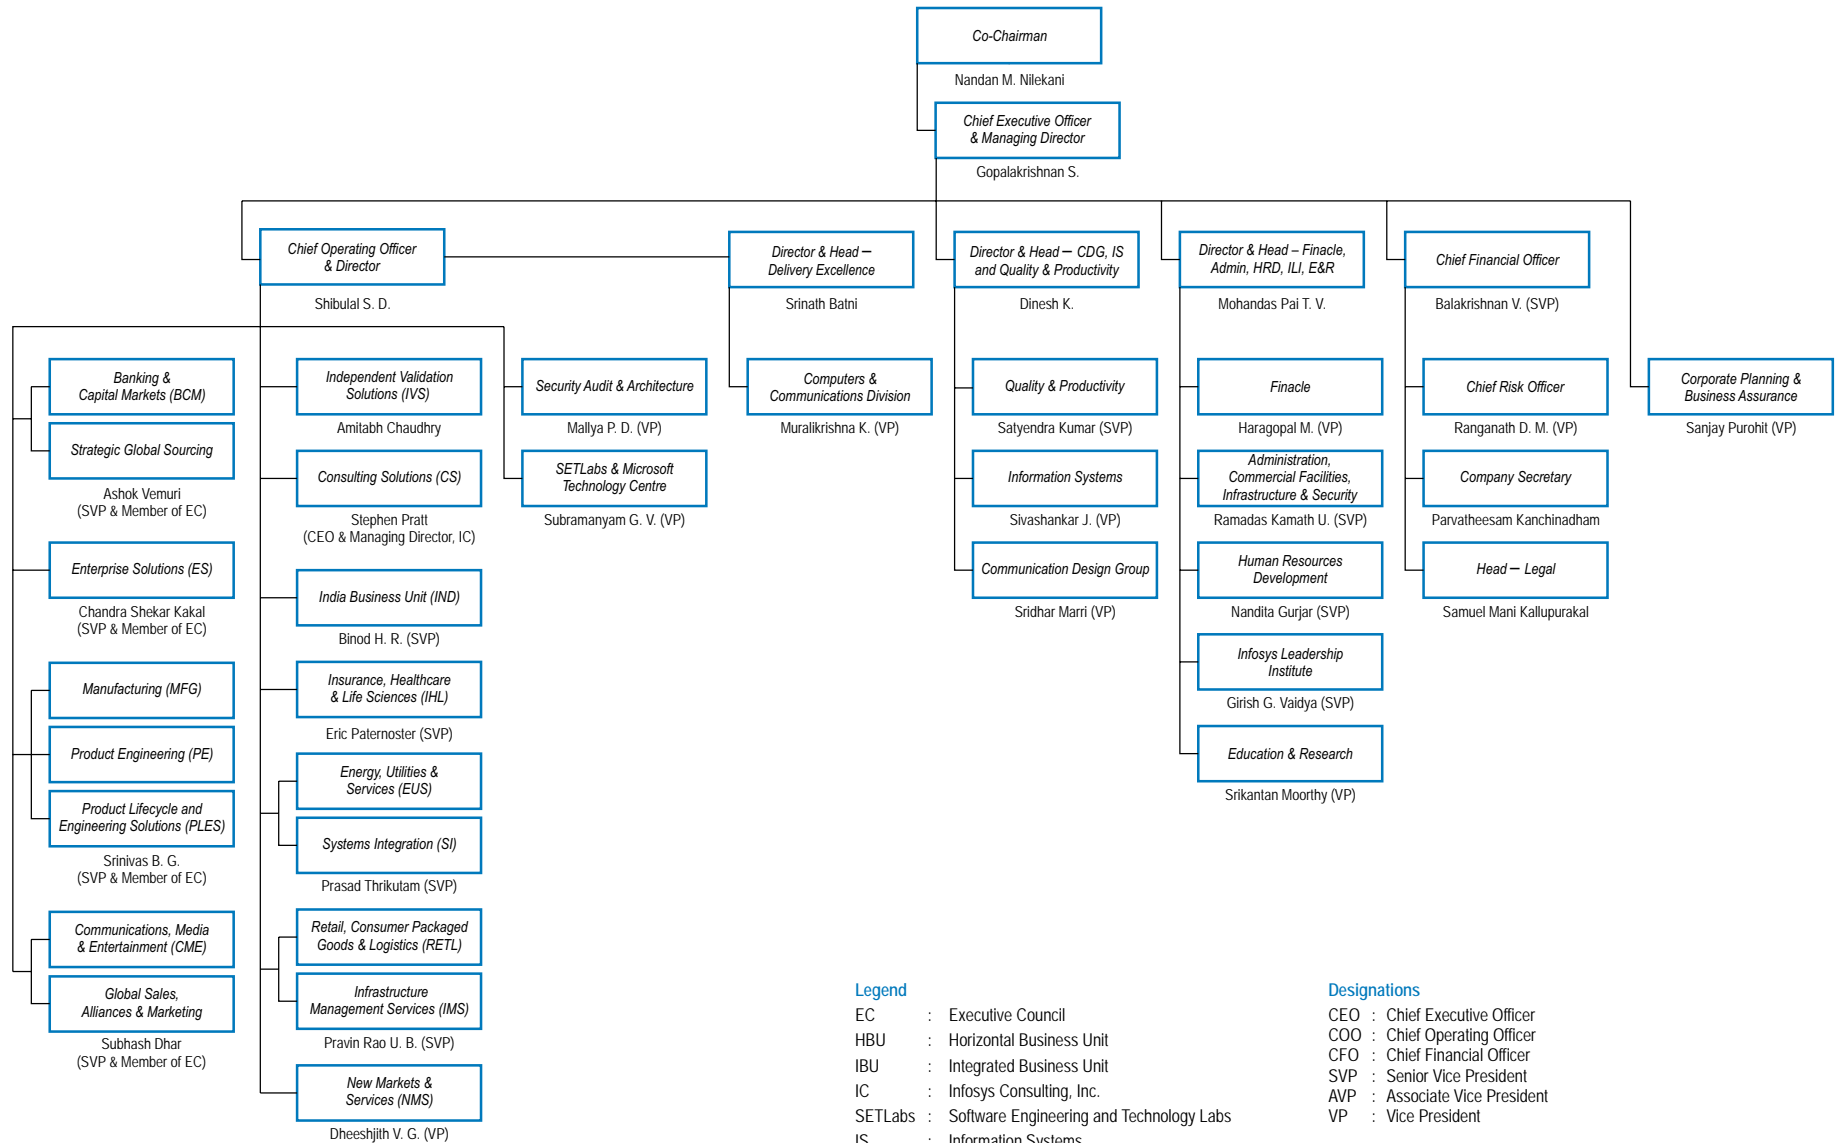 Co-Chairman
Nandan M. Nilekani
Chief Executive Officer
& Managing Director
Gopalakrishnan S.
Chief Operating Officer
& Director
Shibulal S. D.
Director & Head –
Delivery Excellence
Srinath Batni
Director & Head – CDG, IS
and Quality & Productivity
Dinesh K.
Director & Head – Finacle,
Admin, HRD, ILI, E&R
Mohandas Pai T. V.
Chief Financial Officer
Balakrishnan V. (SVP)
Banking &
Capital Markets (BCM)
Strategic Global Sourcing
Ashok Vemuri
(SVP & Member of EC)
Enterprise Solutions (ES)
Chandra Shekar Kakal
(SVP & Member of EC)
Manufacturing (MFG)
Product Engineering (PE)
Product Lifecycle and
Engineering Solutions (PLES)
Srinivas B. G.
(SVP & Member of EC)
Communications, Media
& Entertainment (CME)
Global Sales,
Alliances & Marketing
Subhash Dhar
(SVP & Member of EC)
Independent Validation
Solutions (IVS)
Amitabh Chaudhry
Consulting Solutions (CS)
Stephen Pratt
(CEO & Managing Director, IC)
India Business Unit (IND)
Binod H. R. (SVP)
Insurance, Healthcare
& Life Sciences (IHL)
Eric Paternoster (SVP)
Energy, Utilities &
Services (EUS)
Systems Integration (SI)
Prasad Thrikutam (SVP)
Retail, Consumer Packaged
Goods & Logistics (RETL)
Infrastructure
Management Services (IMS)
Pravin Rao U. B. (SVP)
New Markets &
Services (NMS)
Dheeshjith V. G. (VP)
Security Audit & Architecture
Mallya P. D. (VP)
SETLabs & Microsoft
Technology Centre
Subramanyam G. V. (VP)
Computers &
Communications Division
Muralikrishna K. (VP)
Quality & Productivity
Satyendra Kumar (SVP)
Information Systems
Sivashankar J. (VP)
Communication Design Group
Sridhar Marri (VP)
Finacle
Haragopal M. (VP)
Administration,
Commercial Facilities,
Infrastructure & Security
Ramadas Kamath U. (SVP)
Human Resources
Development
Nandita Gurjar (SVP)
Infosys Leadership
Institute
Girish G. Vaidya (SVP)
Education & Research
Srikantan Moorthy (VP)
Chief Risk Officer
Ranganath D. M. (VP)
Company Secretary
Parvatheesam Kanchinadham
Head – Legal
Samuel Mani Kallupurakal
Corporate Planning &
Business Assurance
Sanjay Purohit (VP)
Legend
EC : Executive Council
HBU : Horizontal Business Unit
IBU : Integrated Business Unit
IC : Infosys Consulting, Inc.
SETLabs : Software Engineering and Technology Labs
IS : Information Systems
Designations
CEO : Chief Executive Officer
COO : Chief Operating Officer
CFO : Chief Financial Officer
SVP : Senior Vice President
AVP : Associate Vice President
VP : Vice President